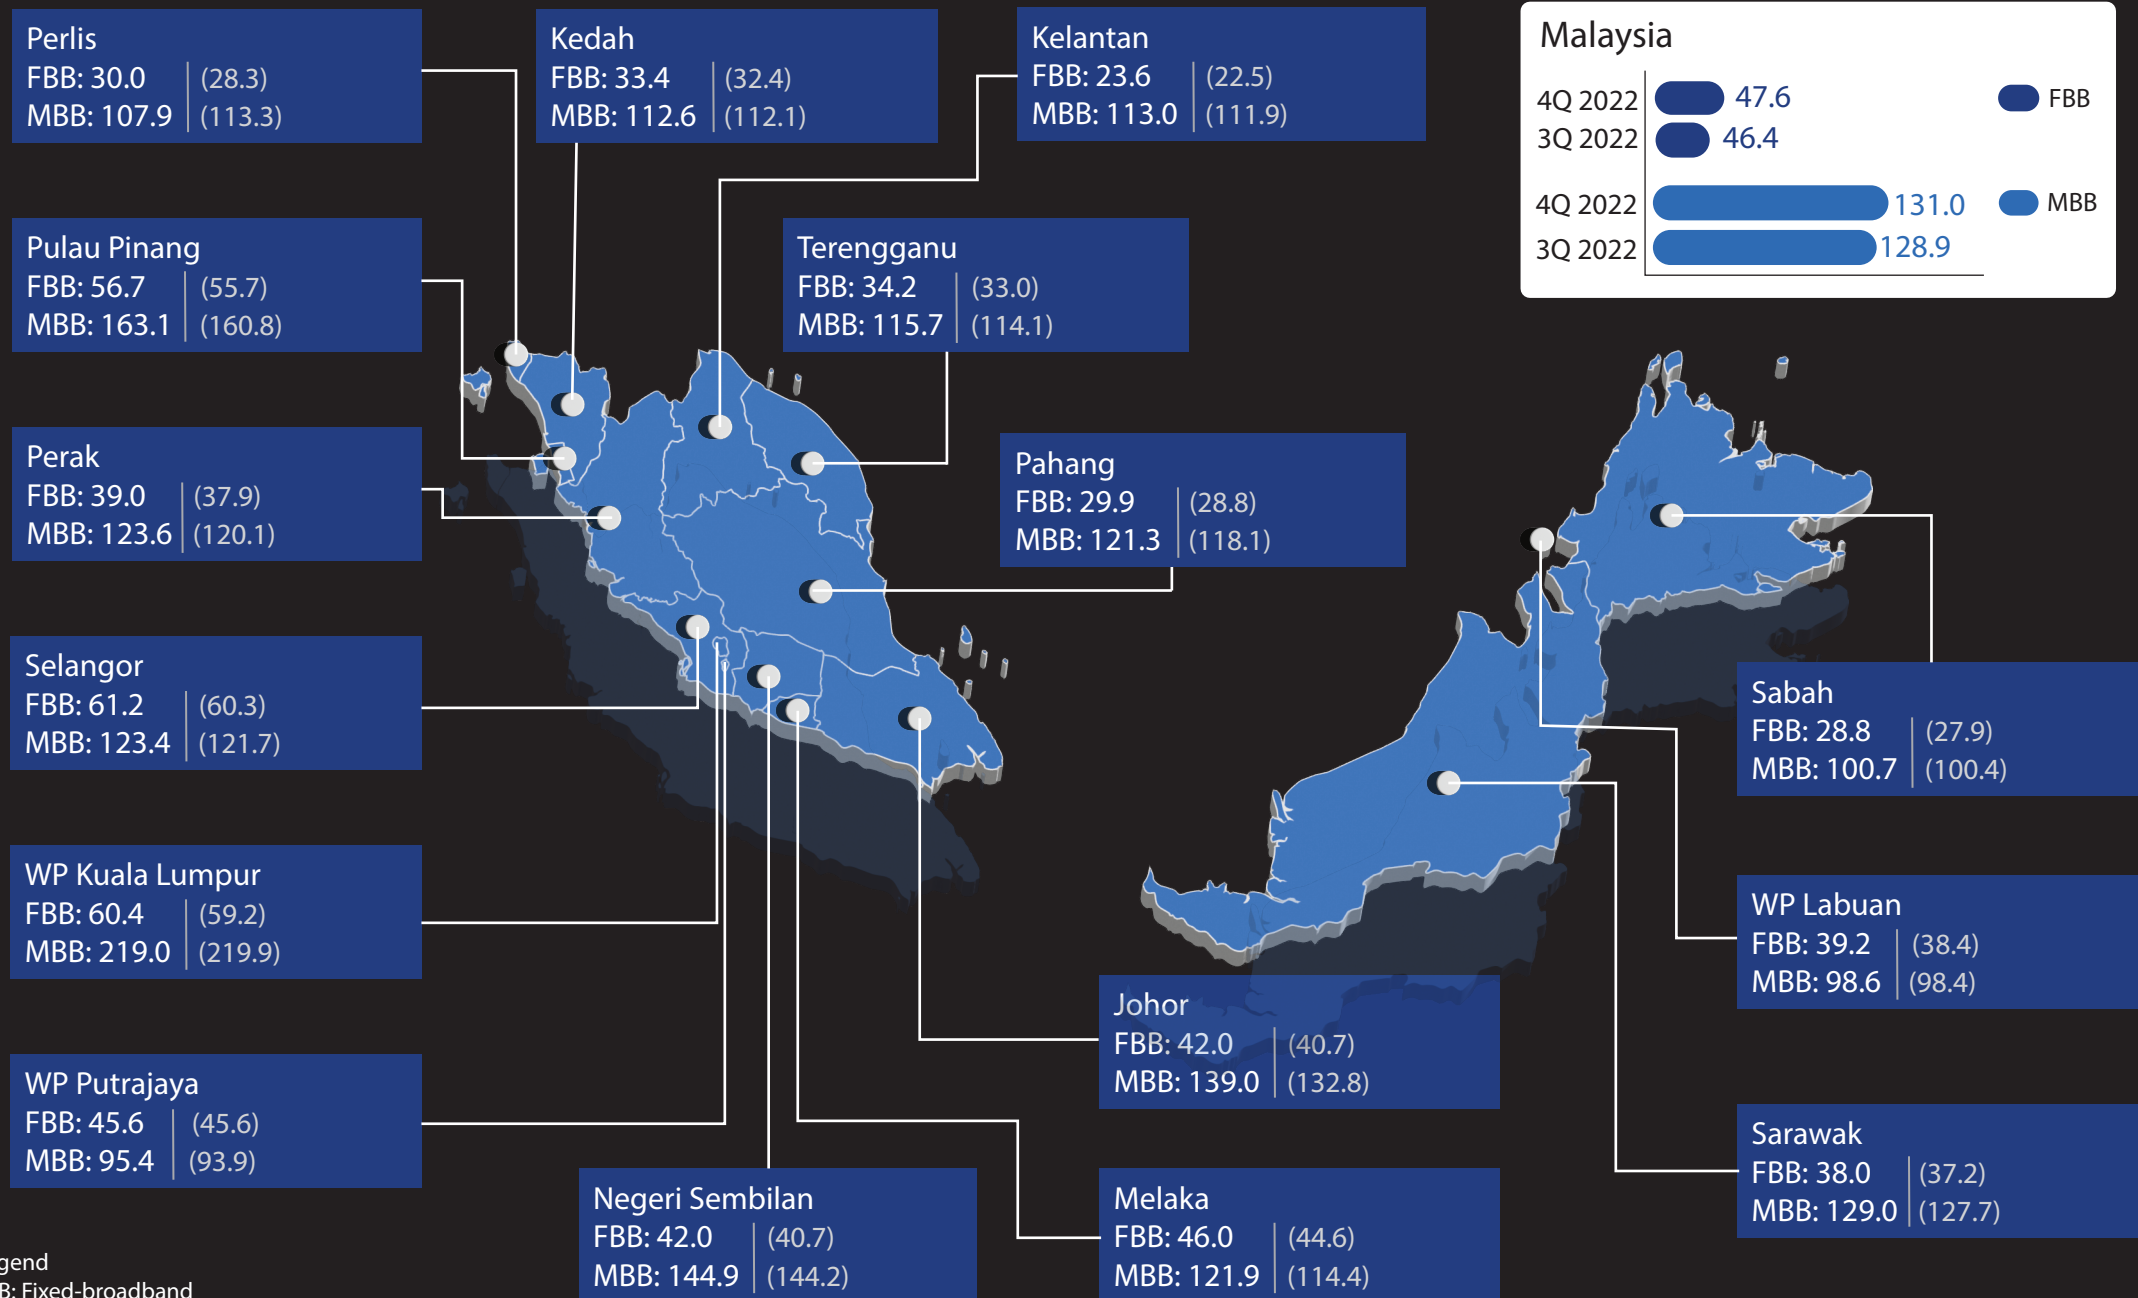 Perlis
FBB: 30.0 (28.3)
MBB: 107.9 (113.3)
Kedah
FBB: 33.4 (32.4)
MBB: 112.6 (112.1)
Kelantan
FBB: 23.6 (22.5)
MBB: 113.0 (111.9)
Malaysia
4Q 2022 47.6 FBB
3Q 2022 46.4
4Q 2022 131.0 MBB
3Q 2022 128.9
Pulau Pinang
FBB: 56.7 (55.7)
MBB: 163.1 (160.8)
Terengganu
FBB: 34.2 (33.0)
MBB: 115.7 (114.1)
Perak
FBB: 39.0 (37.9)
MBB: 123.6 (120.1)
Pahang
FBB: 29.9 (28.8)
MBB: 121.3 (118.1)
Selangor
FBB: 61.2 (60.3)
MBB: 123.4 (121.7)
Sabah
FBB: 28.8 (27.9)
MBB: 100.7 (100.4)
WP Kuala Lumpur
FBB: 60.4 (59.2)
MBB: 219.0 (219.9)
WP Labuan
FBB: 39.2 (38.4)
MBB: 98.6 (98.4)
Johor
FBB: 42.0 (40.7)
MBB: 139.0 (132.8)
WP Putrajaya
FBB: 45.6 (45.6)
MBB: 95.4 (93.9)
Sarawak
FBB: 38.0 (37.2)
MBB: 129.0 (127.7)
Negeri Sembilan
FBB: 42.0 (40.7)
MBB: 144.9 (144.2)
Melaka
FBB: 46.0 (44.6)
MBB: 121.9 (114.4)
gend
B: Fixed-broadband